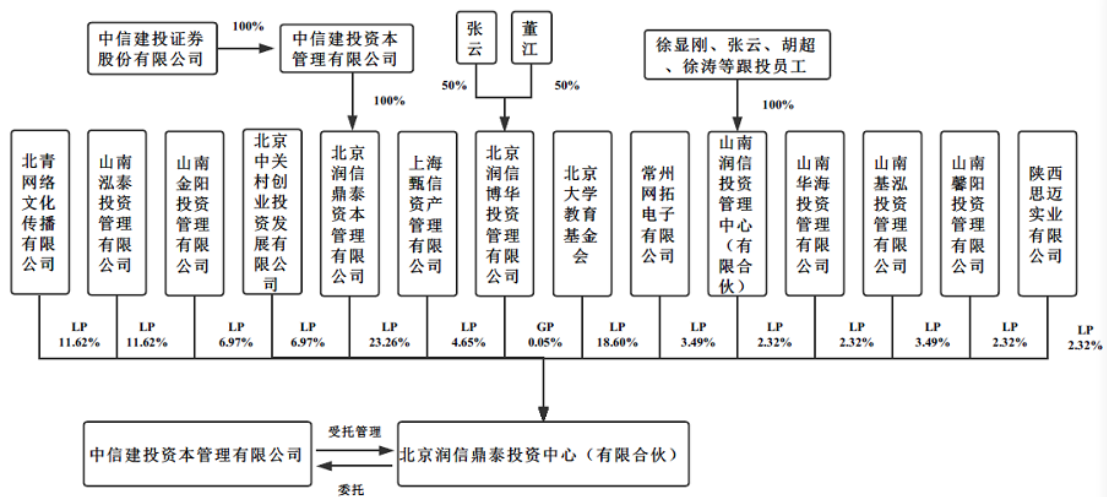 中信建投证券
股份有限公司
100%
中信建投资本
管理有限公司
张
云
董
江
徐显刚、张云、胡超
、徐涛等跟投员工
100%
50%
50%
100%
北青
网络
文化
传播
有限
公司
山南
泓泰
投资
管理
有限
公司
山南
金阳
投资
管理
有限
公司
北京
中关
村创
业投
资发
展有
限公
司
北京
润信
鼎泰
资本
管理
有限
公司
上海
甄信
资产
管理
有限
公司
北京
润信
博华
投资
管理
有限
公司
北京
大学
教育
基金
会
常州
网拓
电子
有限
公司
山南
润信
投资
管理
中心
（有
限合
伙）
山南
华海
投资
管理
有限
公司
山南
基泓
投资
管理
有限
公司
山南
馨阳
投资
管理
有限
公司
陕西
思迈
实业
有限
公司
LP
11.62%
LP
11.62%
LP
6.97%
LP
6.97%
LP
23.26%
LP
4.65%
GP
0.05%
LP
18.60%
LP
3.49%
LP
2.32%
LP
2.32%
LP
3.49%
LP
2.32%
LP
2.32%
中信建投资本管理有限公司
受托管理
委托
北京润信鼎泰投资中心（有限合伙）